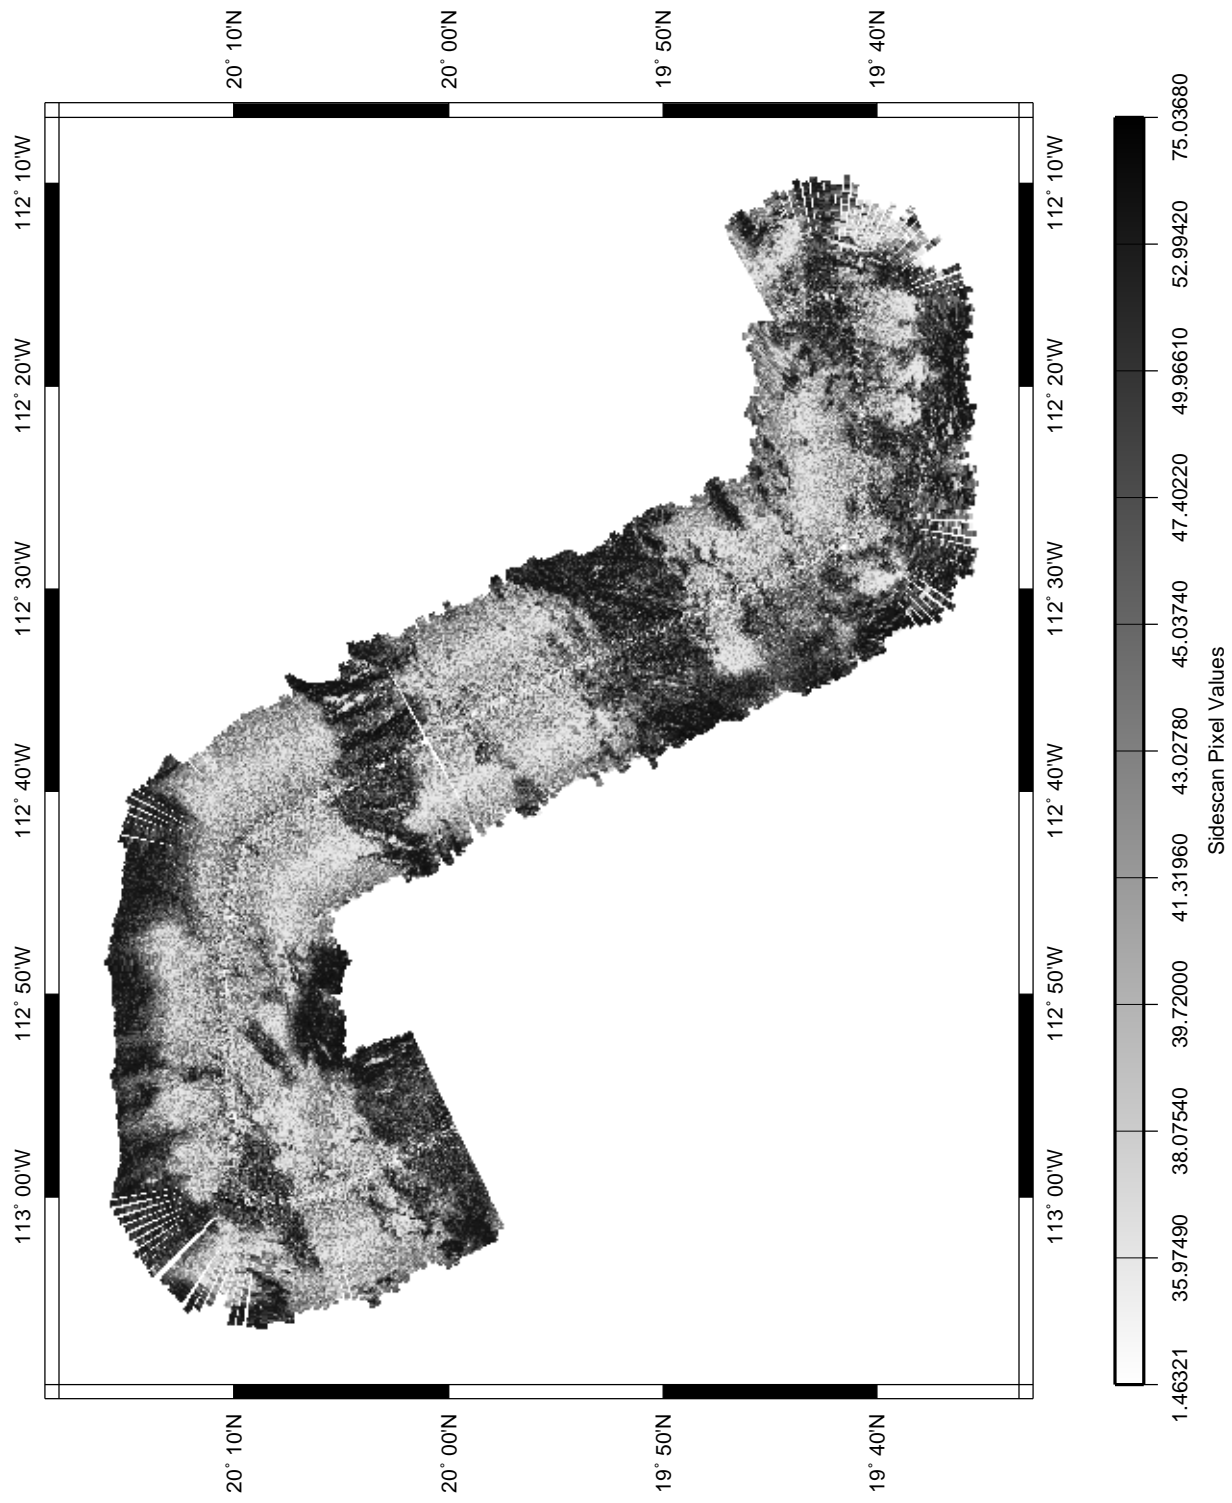 20° 10'N
20° 00'N
19° 50'N
19° 40'N
112° 10'W
112° 20'W
112° 30'W
112° 40'W
112° 50'W
113° 00'W
112° 10'W
112° 20'W
112° 30'W
112° 40'W
112° 50'W
113° 00'W
20° 10'N
20° 00'N
19° 50'N
19° 40'N
1.46321
35.97490
38.07540
39.72000
41.31960
43.02780
45.03740
47.40220
49.96610
52.99420
75.03680
Sidescan Pixel Values